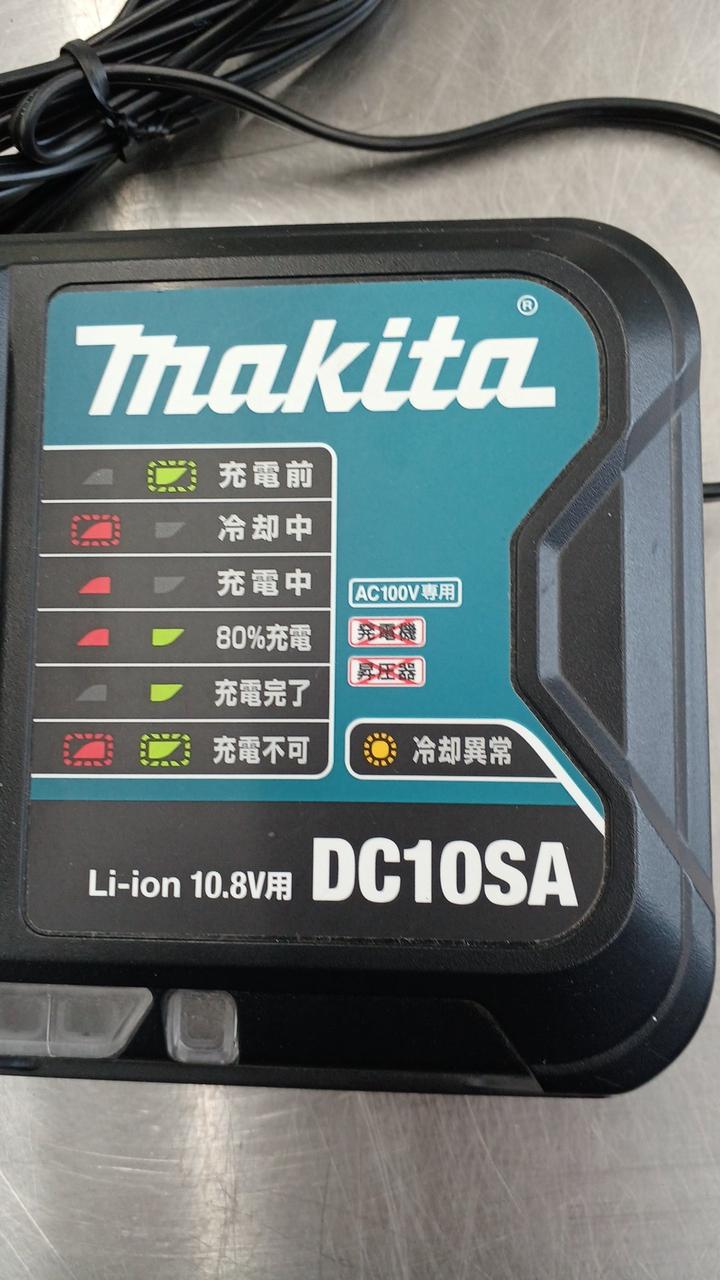 makita®
充電前
冷却中
充電中
80%充電
充電完了
充電不可
AC100V専用
発電機
昇圧器
冷却異常
Li-ion 10.8V用 DC10SA